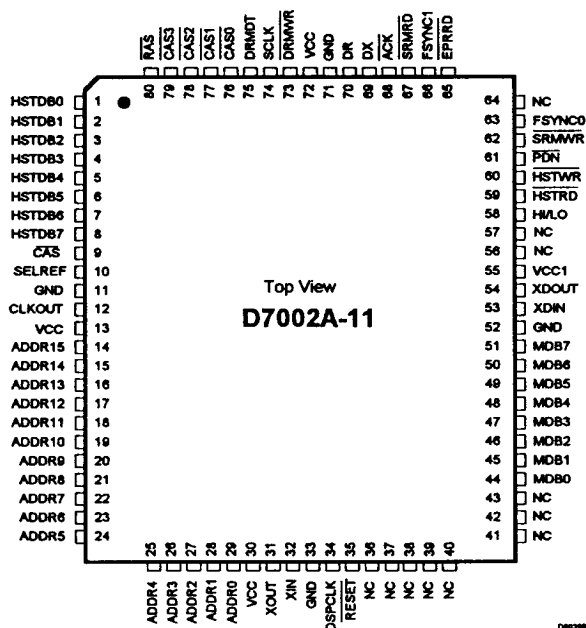 RAS CAS3 CAS2 CAS1 CAS0 DRMDT SCLK DRMWR VCC GND DR DX ACK SRMRD FSYNC1 EPRRD
80 79 78 77 76 75 74 73 72 71 70 69 68 67 66 65
HSTDB0 1
HSTDB1 2
HSTDB2 3
HSTDB3 4
HSTDB4 5
HSTDB5 6
HSTDB6 7
HSTDB7 8
CAS 9
SELREF 10
GND 11
CLKOUT 12
VCC 13
ADDR15 14
ADDR14 15
ADDR13 16
ADDR12 17
ADDR11 18
ADDR10 19
ADDR9 20
ADDR8 21
ADDR7 22
ADDR6 23
ADDR5 24
Top View
D7002A-11
64 NC
63 FSYNC0
62 SRMWR
61 PDN
60 HSTWR
59 HSTRD
58 HI/LO
57 NC
56 NC
55 VCC1
54 XDOUT
53 XDIN
52 GND
51 MDB7
50 MDB6
49 MDB5
48 MDB4
47 MDB3
46 MDB2
45 MDB1
44 MDB0
43 NC
42 NC
41 NC
25 26 27 28 29 30 31 32 33 34 35 36 37 38 39 40
ADDR4 ADDR3 ADDR2 ADDR1 ADDR0 VCC XOUT XIN GND DSPCLK RESET NC NC NC NC NC